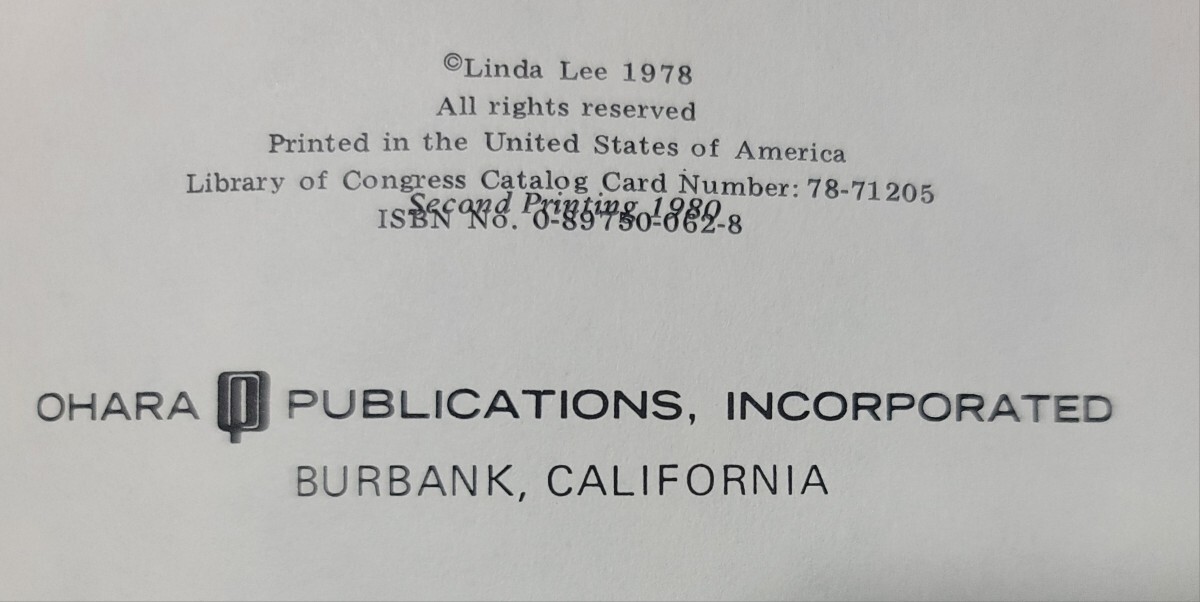 ©Linda Lee 1978
All rights reserved
Printed in the United States of America
Library of Congress Catalog Card Number: 78-71205
Second Printing 1980
ISBN No. 0-89750-062-8
OHARA PUBLICATIONS, INCORPORATED
BURBANK, CALIFORNIA